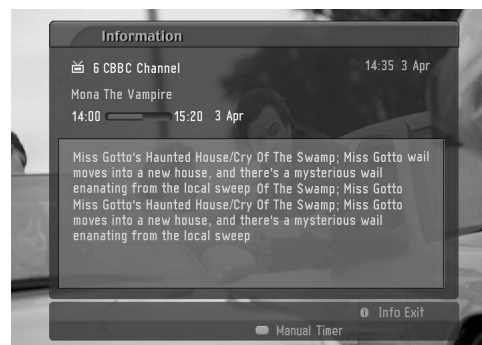 Information
6 CBBC Channel 14:35 3 Apr
Mona The Vampire
14:00 15:20 3 Apr
Miss Gotto's Haunted House/Cry Of The Swamp; Miss Gotto wail
moves into a new house, and there's a mysterious wail
enanating from the local sweep Of The Swamp; Miss Gotto
Miss Gotto's Haunted House/Cry Of The Swamp; Miss Gotto
moves into a new house, and there's a mysterious wail
enanating from the local sweep
i Info Exit
Manual Timer